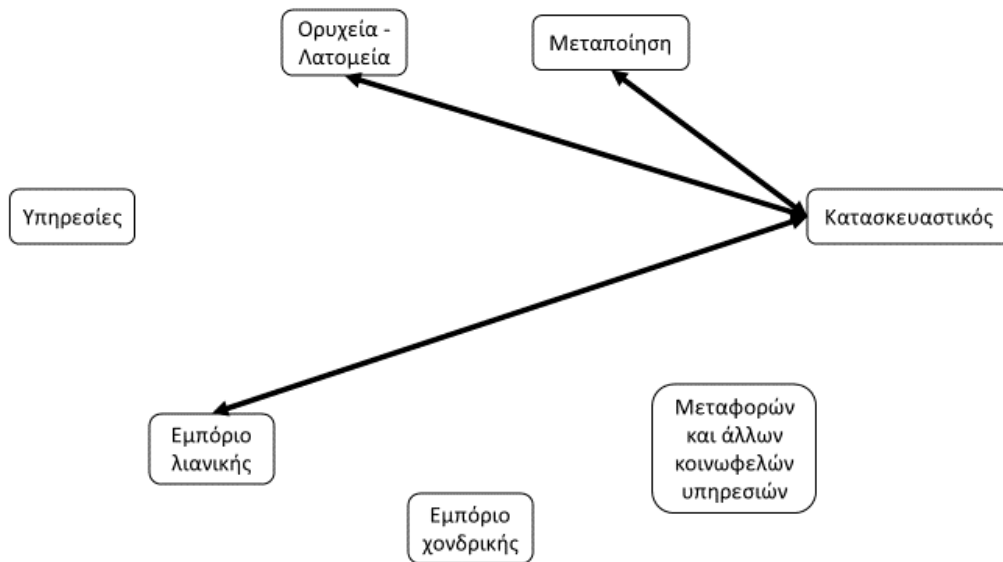 Ορυχεία -
Λατομεία
Μεταποίηση
Υπηρεσίες
Κατασκευαστικός
Εμπόριο
λιανικής
Μεταφορών
και άλλων
κοινωφελών
υπηρεσιών
Εμπόριο
χονδρικής